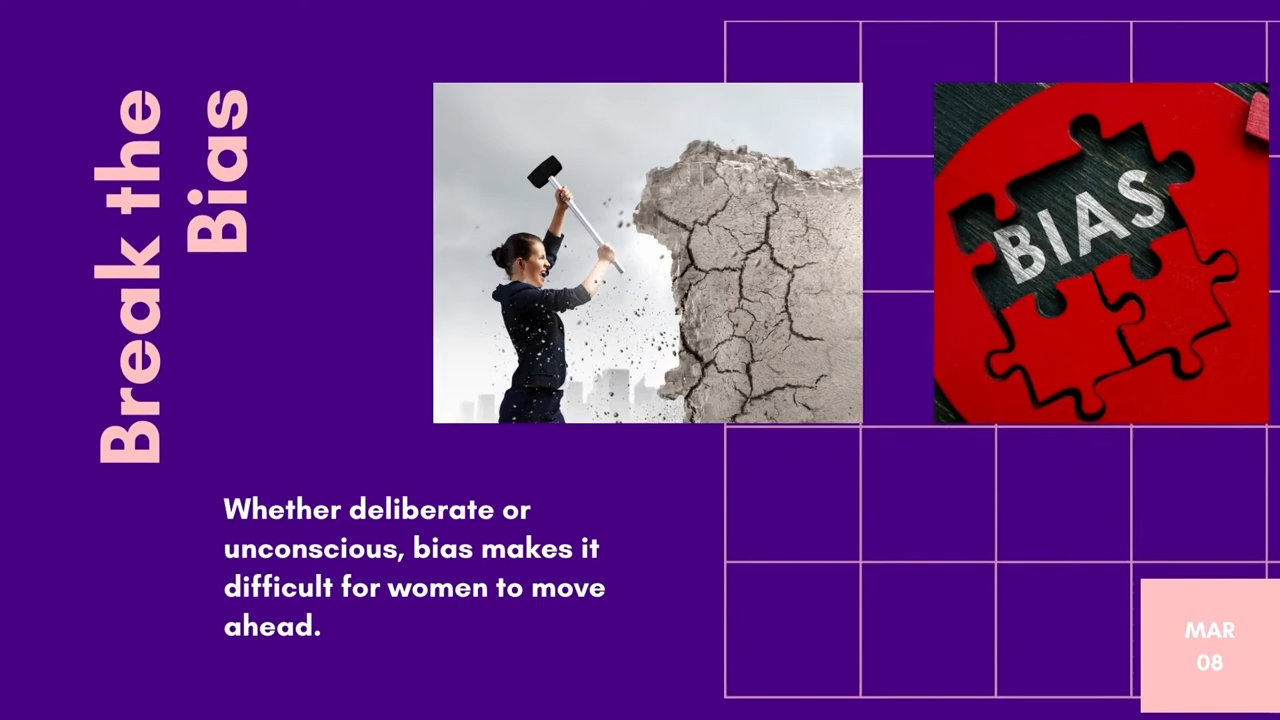 Break the
Bias
BIAS
Whether deliberate or
unconscious, bias makes it
difficult for women to move
ahead.
MAR
08